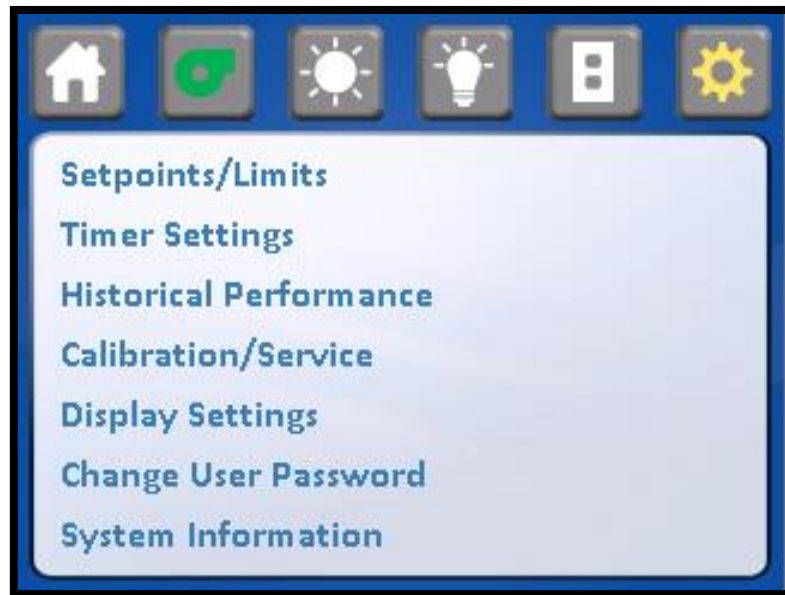 Setpoints/Limits
Timer Settings
Historical Performance
Calibration/Service
Display Settings
Change User Password
System Information